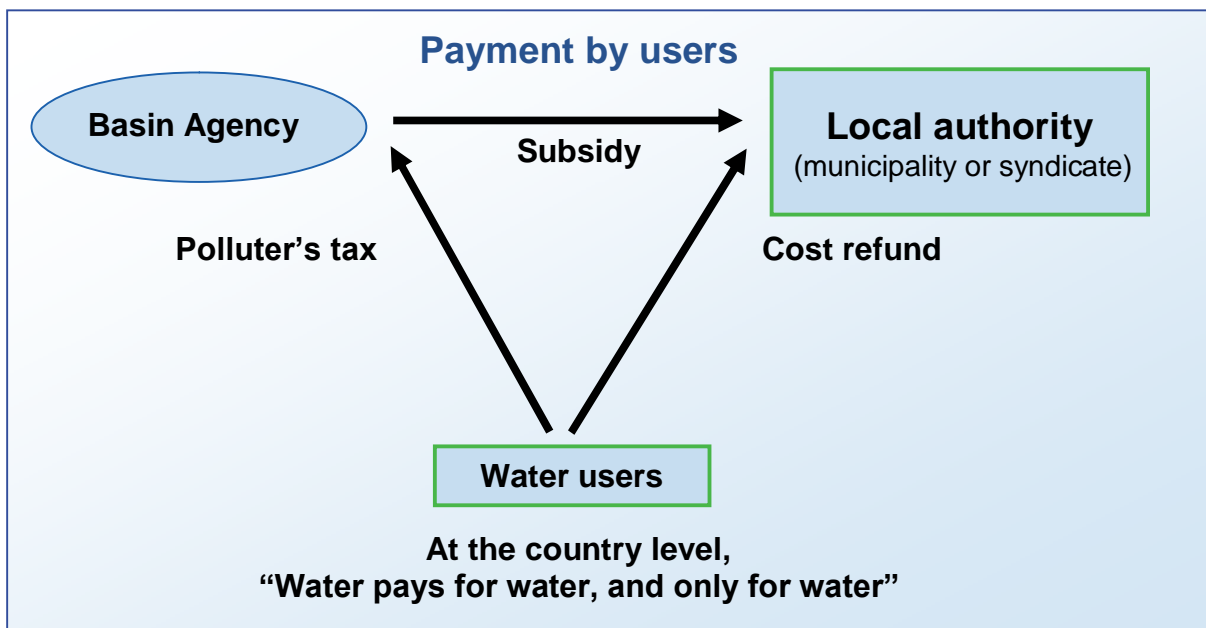 Payment by users
Basin Agency
Subsidy
Local authority
(municipality or syndicate)
Polluter’s tax
Cost refund
Water users
At the country level,
“Water pays for water, and only for water”